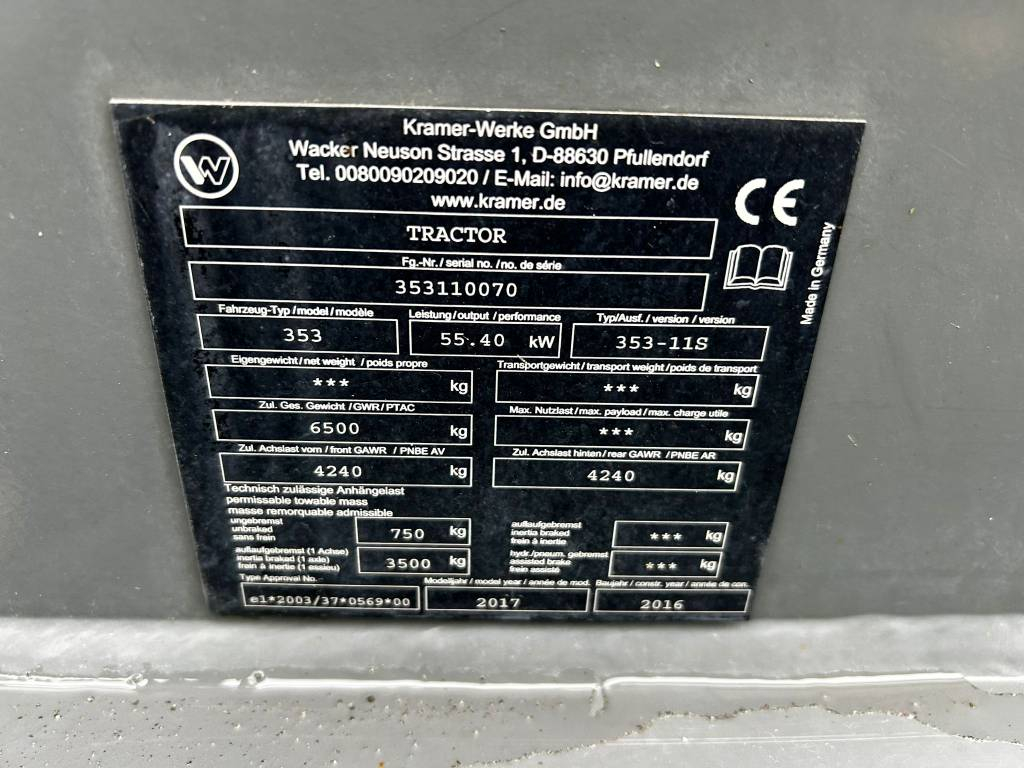 Kramer-Werke GmbH
Wacker Neuson Strasse 1, D-88630 Pfullendorf
Tel. 0080090209020 / E-Mail: info@kramer.de
www.kramer.de
W
CE
TRACTOR
Made in Germany
Fg.-Nr. / serial no. / no. de série
353110070
Fahrzeug-Typ / model / modèle
353
Leistung / output / performance
55.40 kW
Typ/Ausf. / version / version
353-11S
Eigengewicht / net weight / poids propre
*** kg
Transportgewicht / transport weight / poids de transport
*** kg
Zul. Ges. Gewicht / GWR / PTAC
6500 kg
Max. Nutzlast / max. payload / max. charge utile
*** kg
Zul. Achslast vorn / front GAWR / PNBE AV
4240 kg
Zul. Achslast hinten / rear GAWR / PNBE AR
4240 kg
Technisch zulässige Anhängelast
permissable towable mass
masse remorquable admissible
ungebremst
unbraked
sans frein
750 kg
auflaufgebremst
inertia braked
frein à inertie
*** kg
auflaufgebremst (1 Achse)
inertia braked (1 axle)
frein à inertie (1 essieu)
3500 kg
hydr./pneum. gebremst
assisted brake
frein assisté
*** kg
Type Approval No.
e1*2003/37*0569*00
Modelljahr / model year / année de mod.
2017
Baujahr / constr. year / année de con.
2016